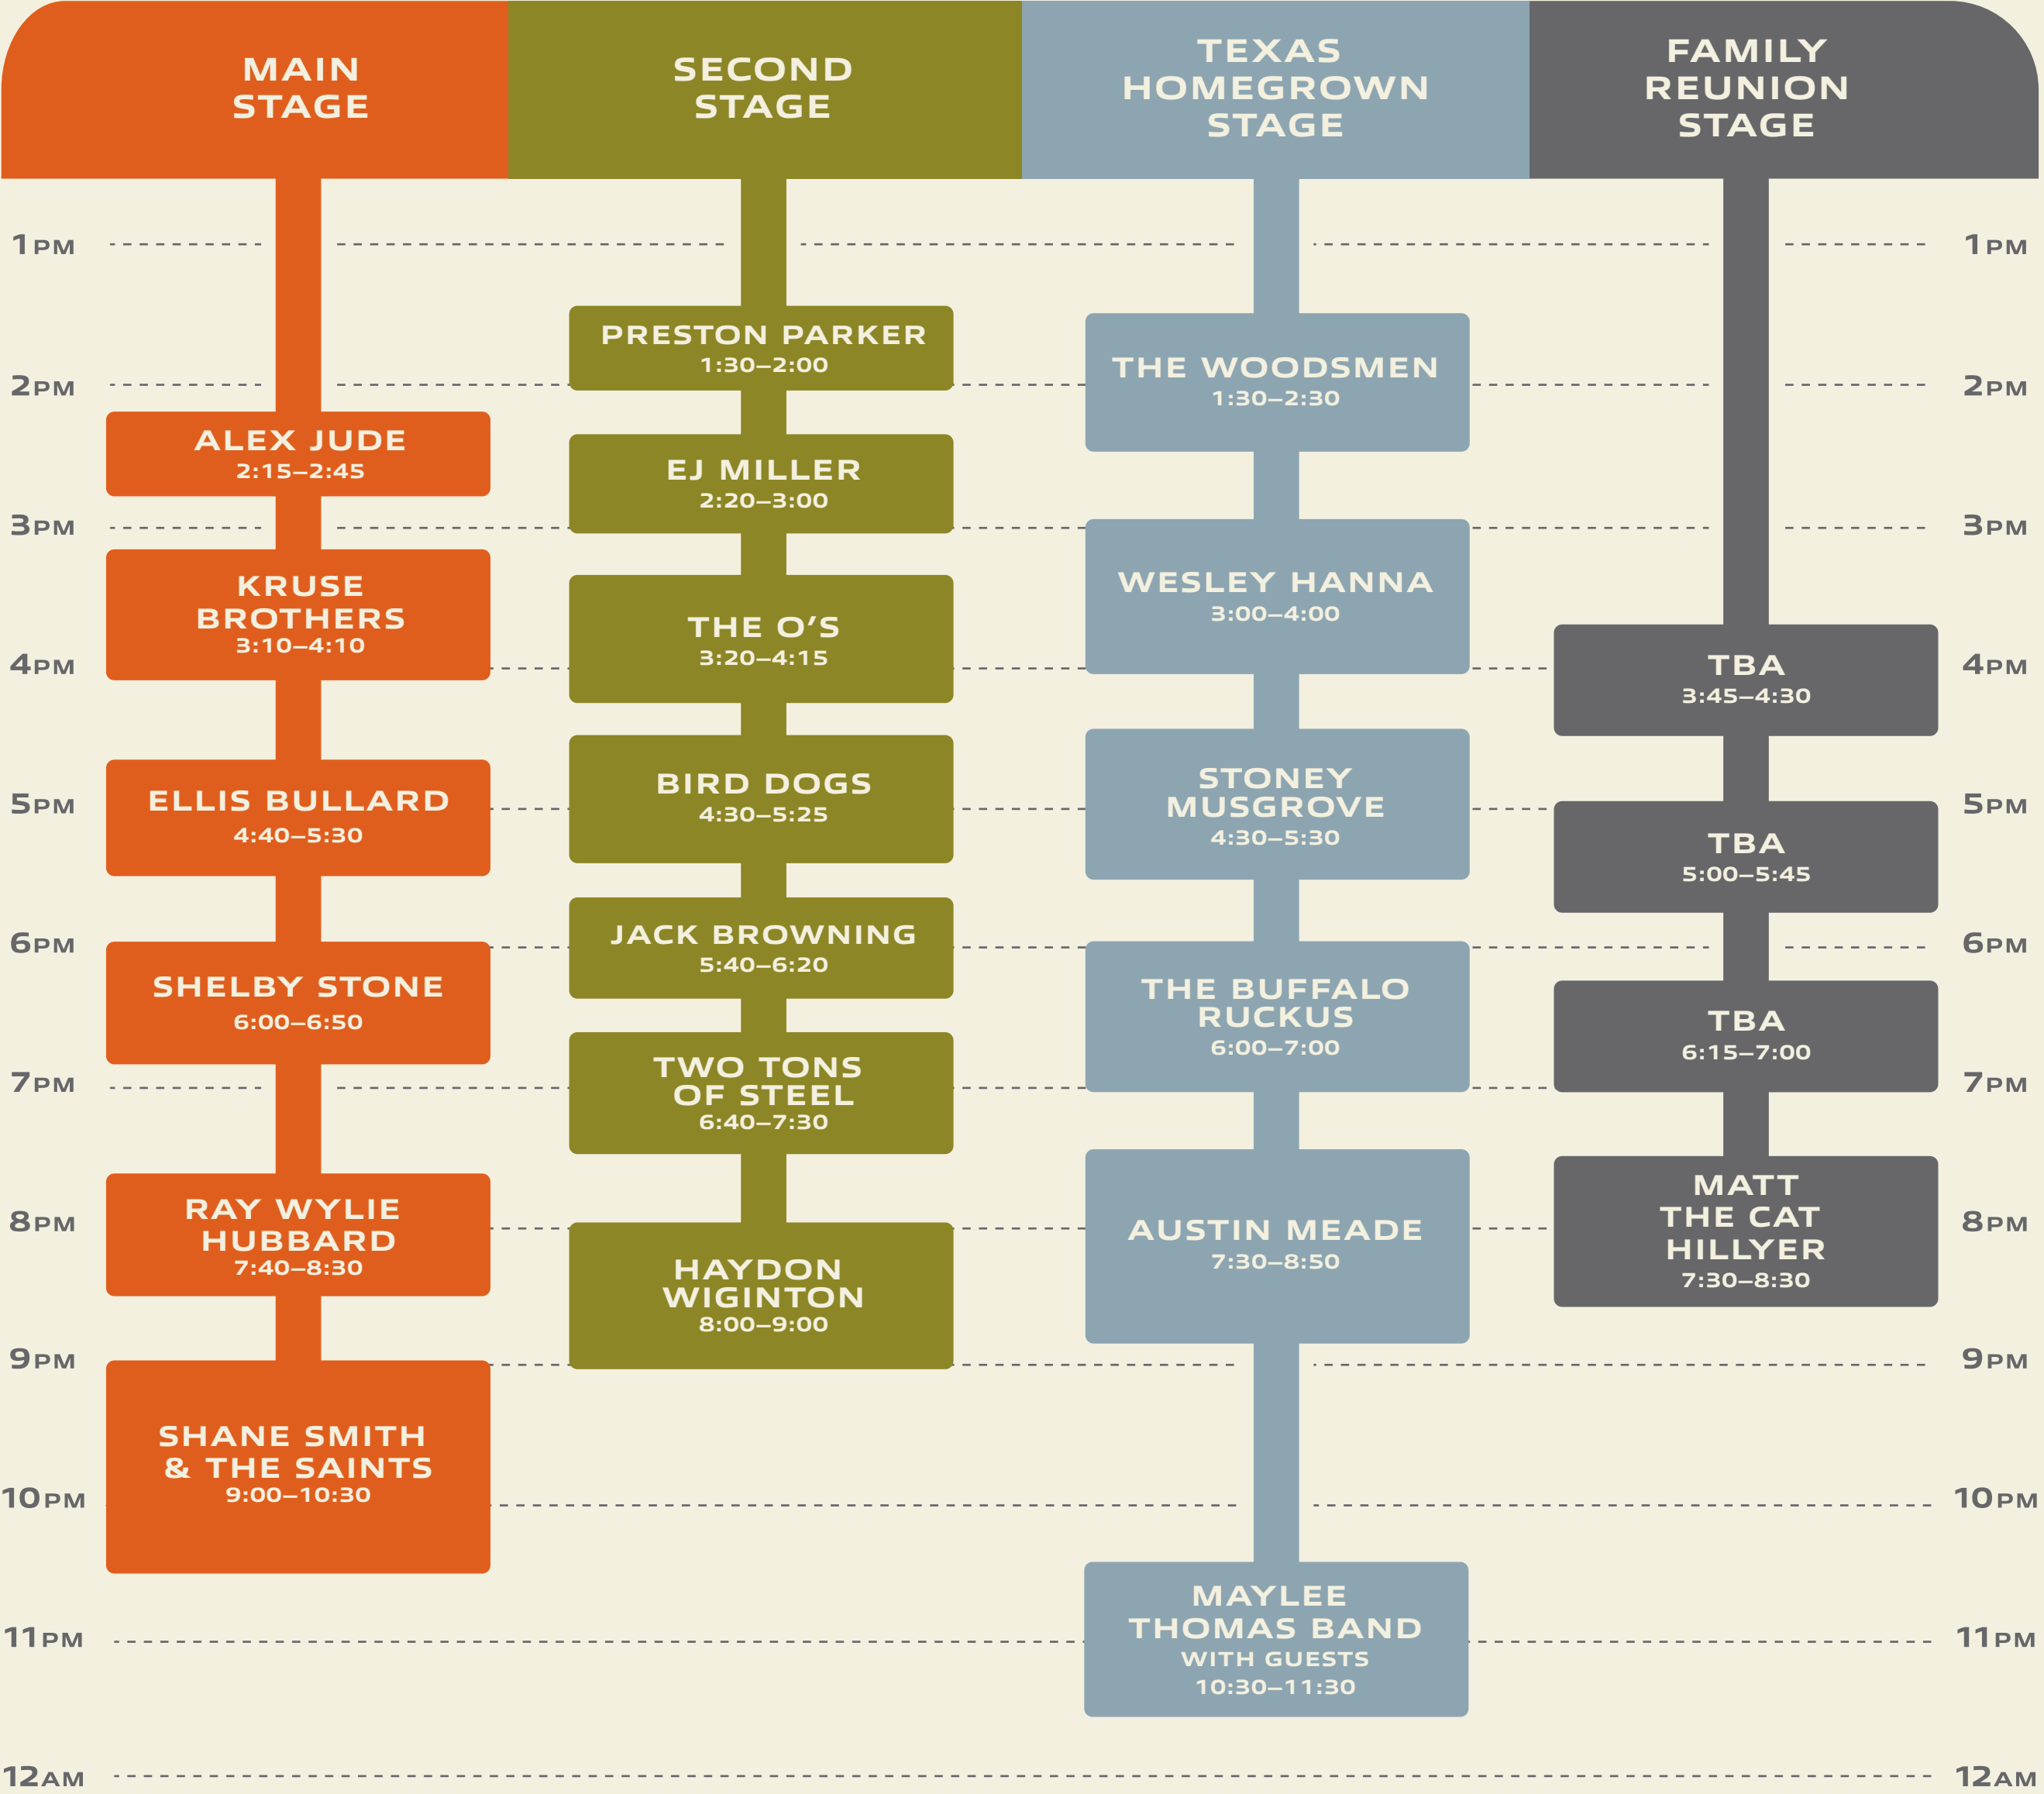 MAIN
STAGE
SECOND
STAGE
TEXAS
HOMEGROWN
STAGE
FAMILY
REUNION
STAGE
1PM
2PM
3PM
4PM
5PM
6PM
7PM
8PM
9PM
10PM
11PM
12AM
ALEX JUDE
2:15–2:45
KRUSE
BROTHERS
3:10–4:10
ELLIS BULLARD
4:40–5:30
SHELBY STONE
6:00–6:50
RAY WYLIE
HUBBARD
7:40–8:30
SHANE SMITH
& THE SAINTS
9:00–10:30
PRESTON PARKER
1:30–2:00
EJ MILLER
2:20–3:00
THE O’S
3:20–4:15
BIRD DOGS
4:30–5:25
JACK BROWNING
5:40–6:20
TWO TONS
OF STEEL
6:40–7:30
HAYDON
WIGINTON
8:00–9:00
THE WOODSMEN
1:30–2:30
WESLEY HANNA
3:00–4:00
STONEY
MUSGROVE
4:30–5:30
THE BUFFALO
RUCKUS
6:00–7:00
AUSTIN MEADE
7:30–8:50
MAYLEE
THOMAS BAND
WITH GUESTS
10:30–11:30
TBA
3:45–4:30
TBA
5:00–5:45
TBA
6:15–7:00
MATT
THE CAT
HILLYER
7:30–8:30
1PM
2PM
3PM
4PM
5PM
6PM
7PM
8PM
9PM
10PM
11PM
12AM